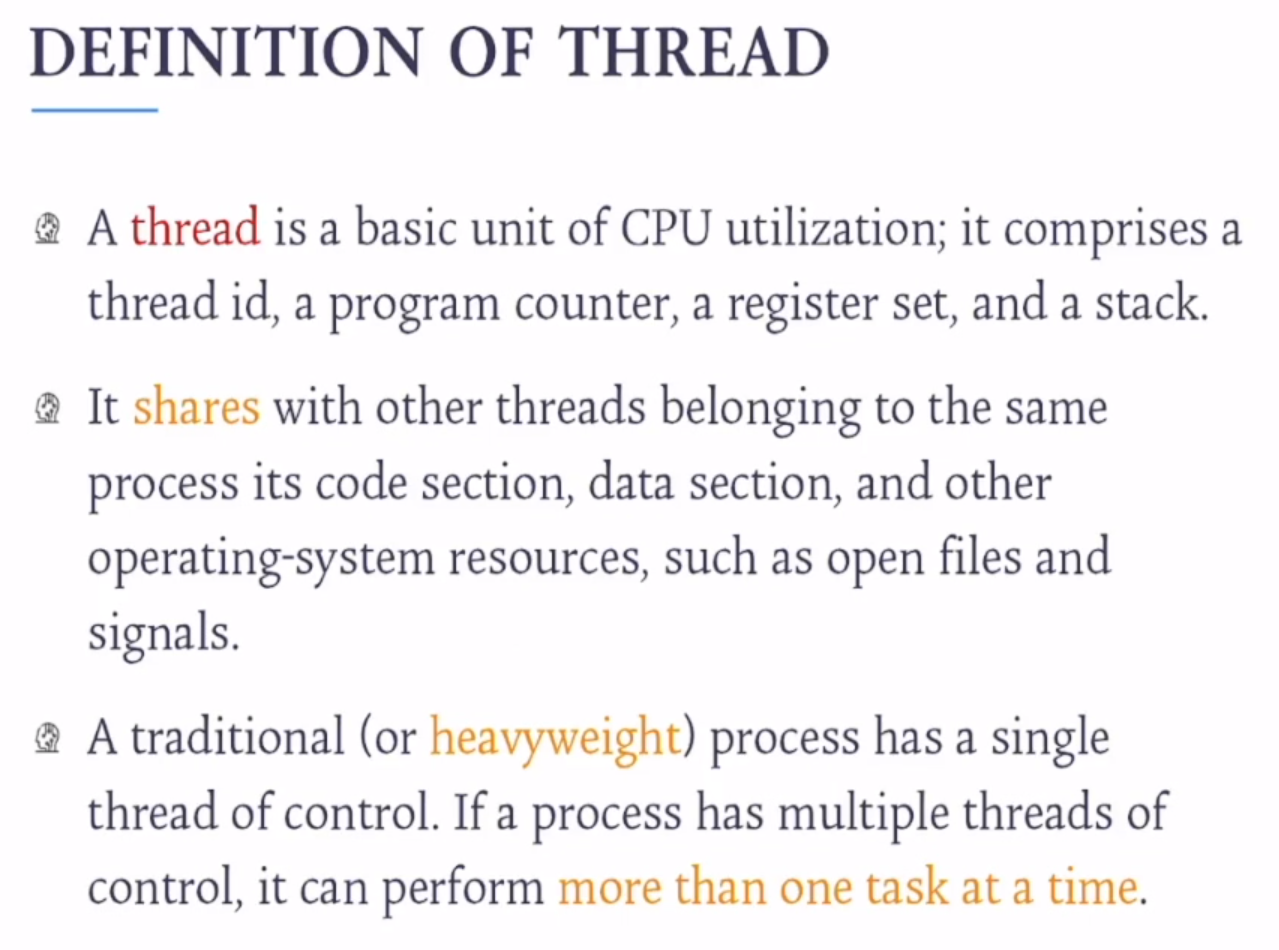 DEFINITION OF THREAD
A thread is a basic unit of CPU utilization; it comprises a
thread id, a program counter, a register set, and a stack.
It shares with other threads belonging to the same
process its code section, data section, and other
operating-system resources, such as open files and
signals.
A traditional (or heavyweight) process has a single
thread of control. If a process has multiple threads of
control, it can perform more than one task at a time.